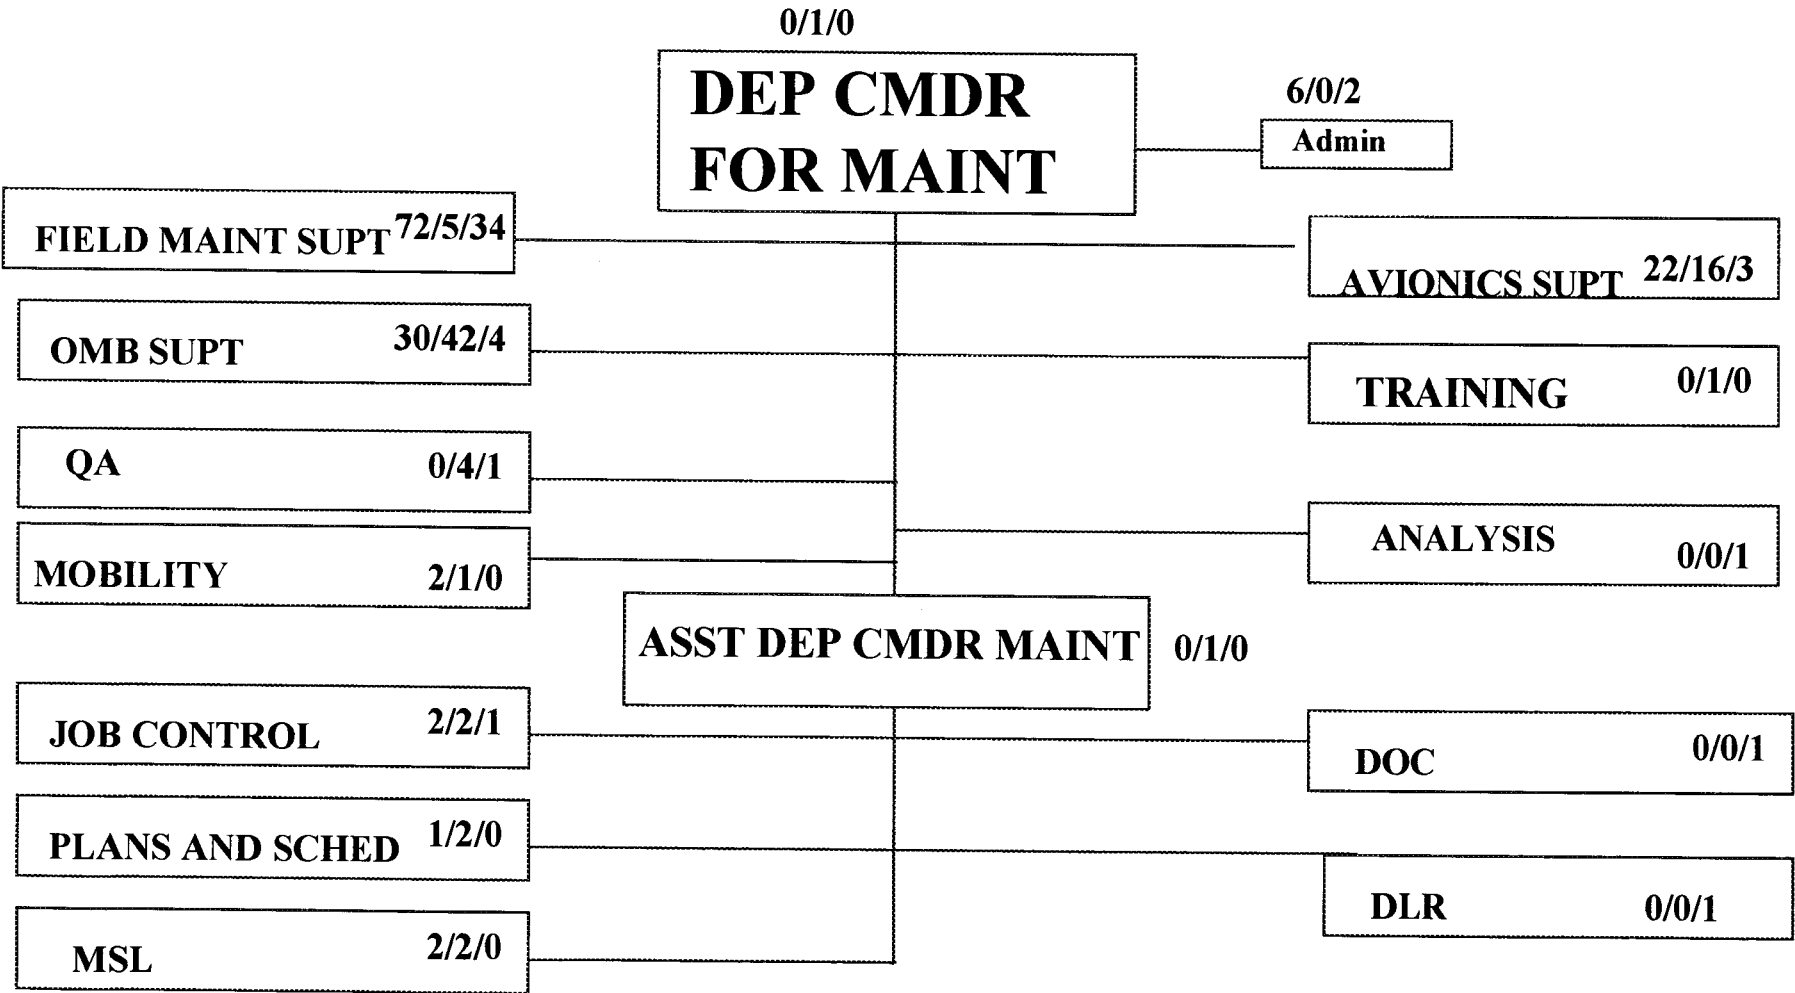 0/1/0
DEP CMDR
FOR MAINT
6/0/2
Admin
FIELD MAINT SUPT 72/5/34
AVIONICS SUPT 22/16/3
OMB SUPT 30/42/4
TRAINING 0/1/0
QA 0/4/1
ANALYSIS 0/0/1
MOBILITY 2/1/0
ASST DEP CMDR MAINT 0/1/0
JOB CONTROL 2/2/1
DOC 0/0/1
PLANS AND SCHED 1/2/0
DLR 0/0/1
MSL 2/2/0